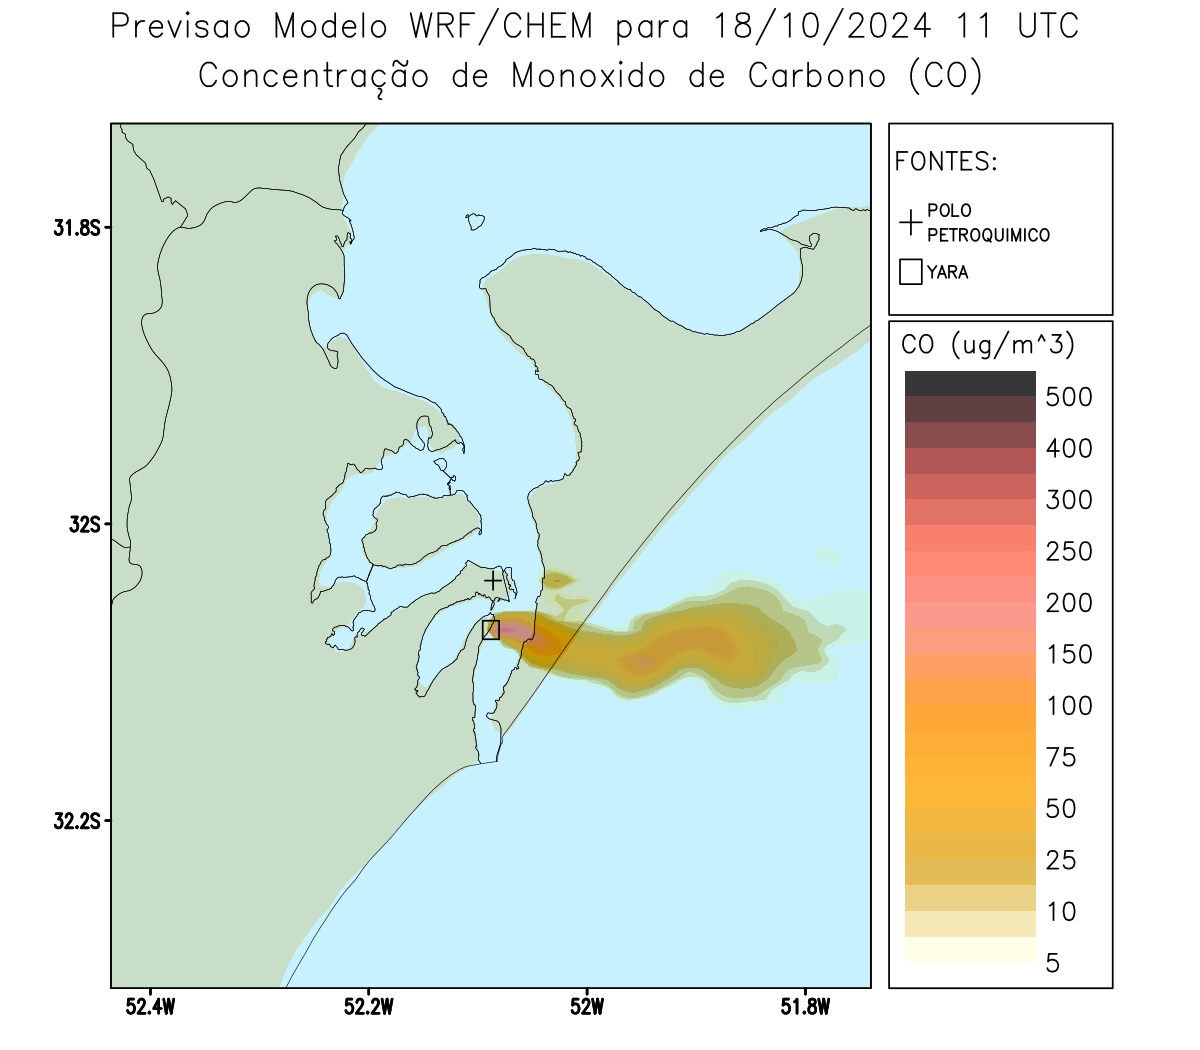 Previsao Modelo WRF/CHEM para 18/10/2024 11 UTC
Concentração de Monoxido de Carbono (CO)
FONTES:
POLO
PETROQUIMICO
YARA
CO (ug/m^3)
500
400
300
250
200
150
100
75
50
25
10
5
31.8S
32S
32.2S
52.4W
52.2W
52W
51.8W